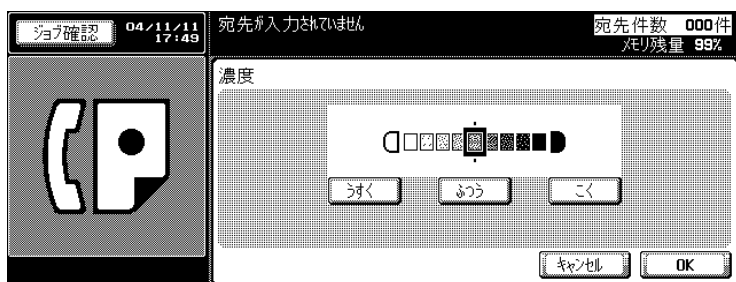 ジョブ確認
04/11/11
17:49
宛先が入力されていません
宛先件数 000件
メモリ残量 99%
濃度
うすく
ふつう
こく
キャンセル
OK